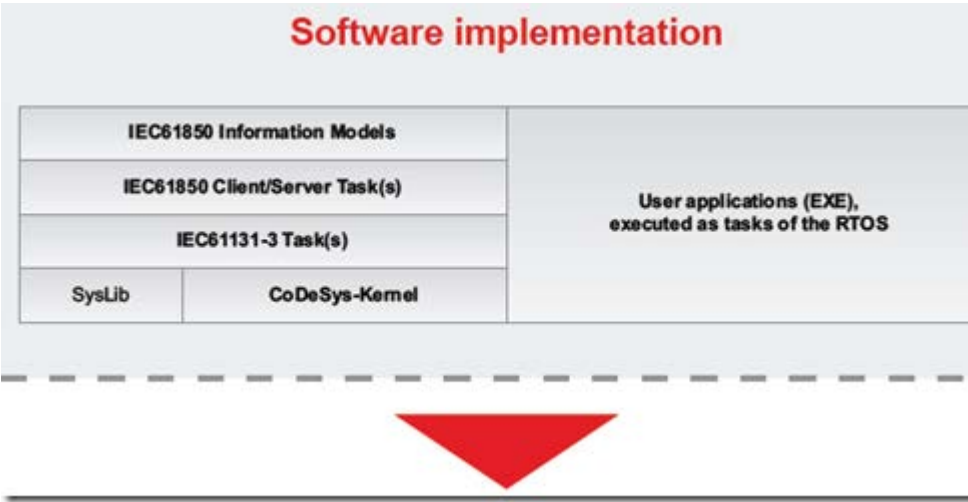 Software implementation
IEC61850 Information Models
IEC61850 Client/Server Task(s)
IEC61131-3 Task(s)
SysLib
CoDeSys-Kernel
User applications (EXE),
executed as tasks of the RTOS